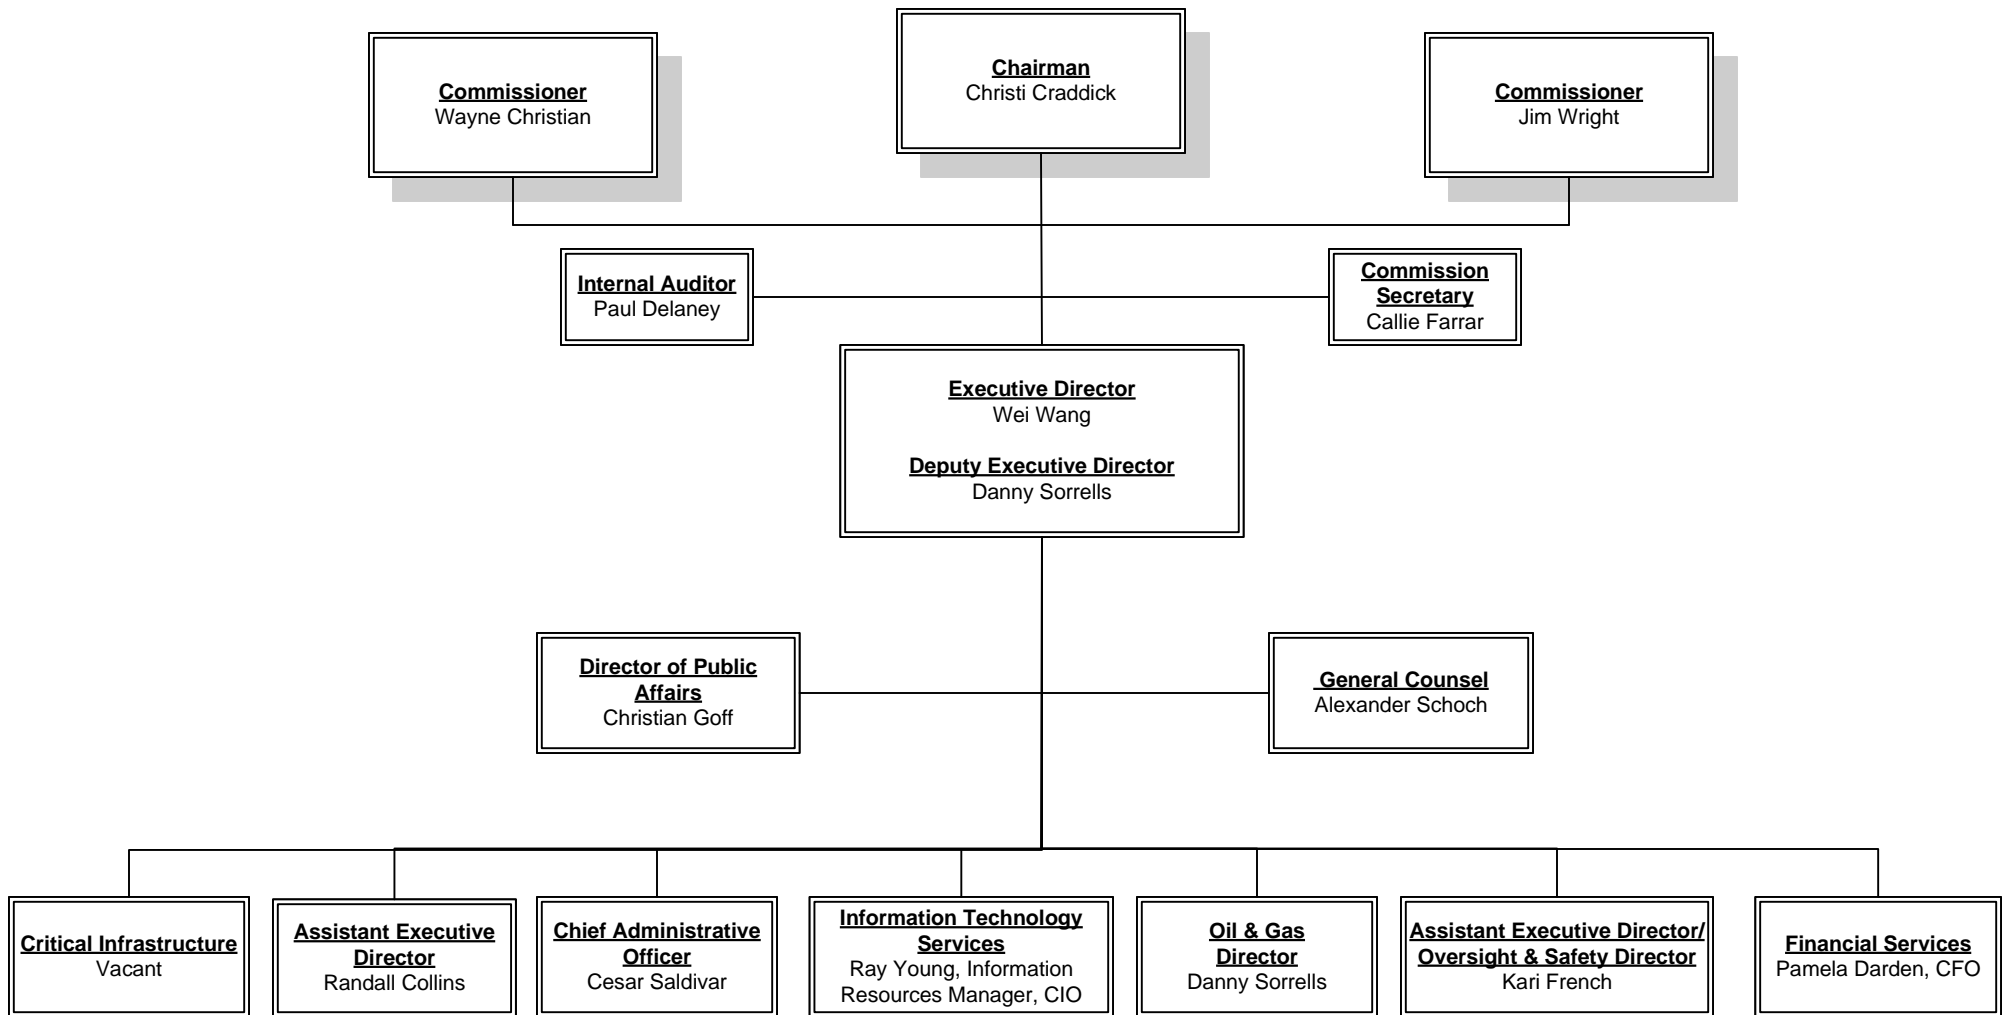 Commissioner
Wayne Christian
Chairman
Christi Craddick
Commissioner
Jim Wright
Internal Auditor
Paul Delaney
Commission
Secretary
Callie Farrar
Executive Director
Wei Wang
Deputy Executive Director
Danny Sorrells
Director of Public
Affairs
Christian Goff
General Counsel
Alexander Schoch
Critical Infrastructure
Vacant
Assistant Executive
Director
Randall Collins
Chief Administrative
Officer
Cesar Saldivar
Information Technology
Services
Ray Young, Information
Resources Manager, CIO
Oil & Gas
Director
Danny Sorrells
Assistant Executive Director/
Oversight & Safety Director
Kari French
Financial Services
Pamela Darden, CFO